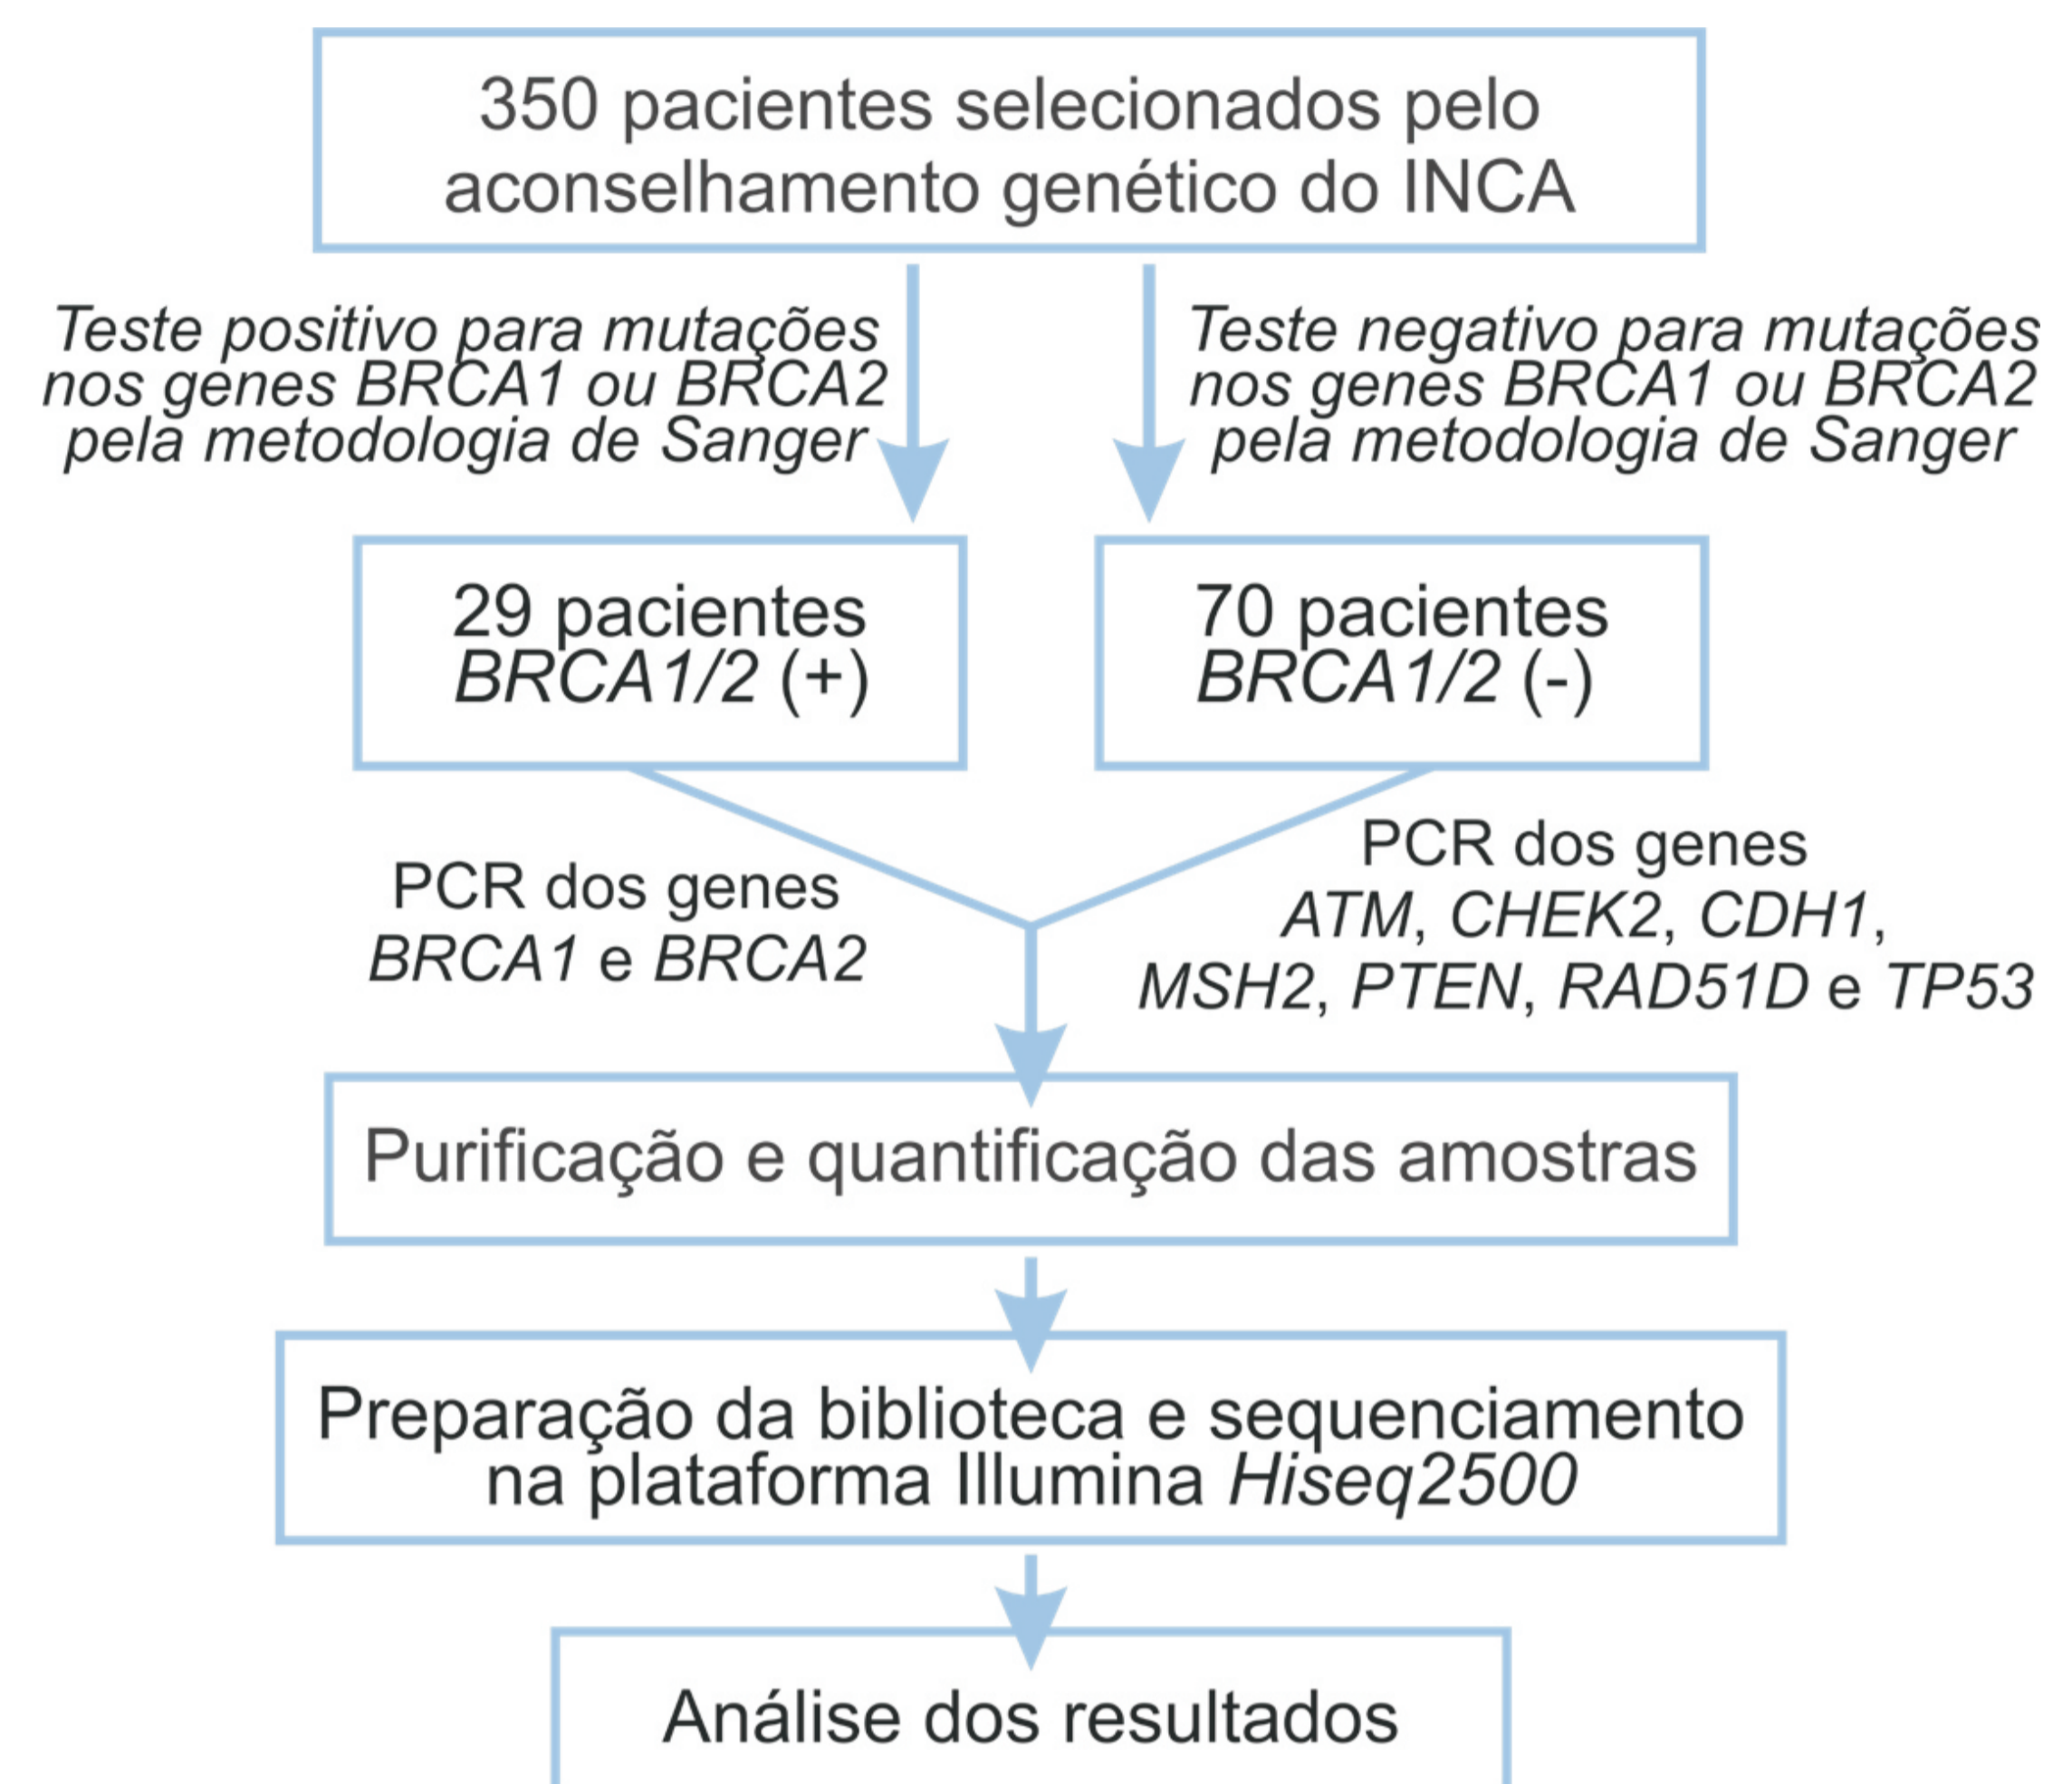 350 pacientes selecionados pelo
aconselhamento genético do INCA
Teste positivo para mutações
nos genes BRCA1 ou BRCA2
pela metodologia de Sanger
Teste negativo para mutações
nos genes BRCA1 ou BRCA2
pela metodologia de Sanger
29 pacientes
BRCA1/2 (+)
70 pacientes
BRCA1/2 (-)
PCR dos genes
BRCA1 e BRCA2
PCR dos genes
ATM, CHEK2, CDH1,
MSH2, PTEN, RAD51D e TP53
Purificação e quantificação das amostras
Preparação da biblioteca e sequenciamento
na plataforma Illumina Hiseq2500
Análise dos resultados